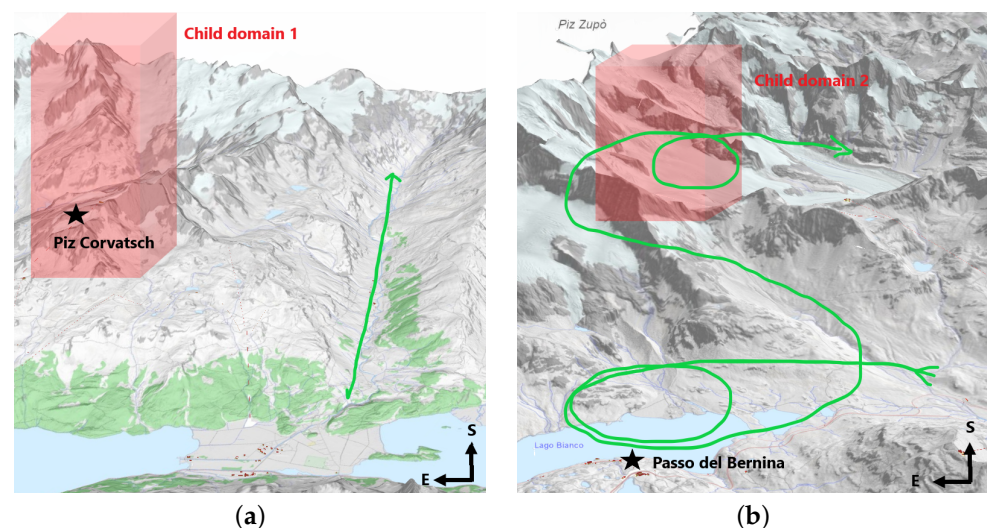 Child domain 1
Piz Corvatsch
S
E
(a)
Piz Zupò
Child domain 2
Lago Bianco
Passo del Bernina
S
E
(b)